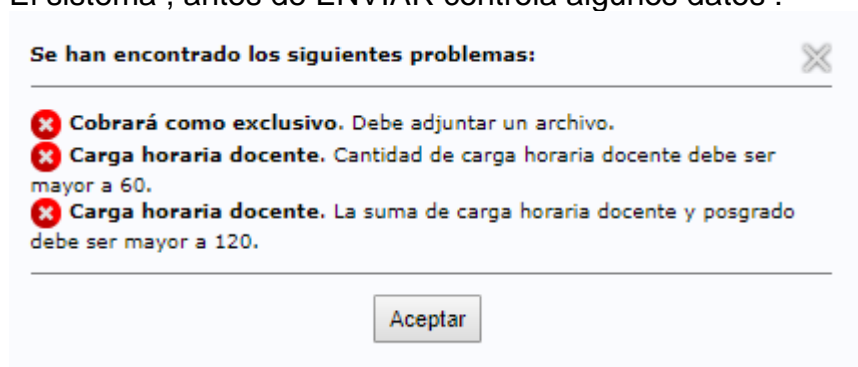 El sistema , antes de ENVIAR controla algunos datos :
Se han encontrado los siguientes problemas:
Cobrará como exclusivo. Debe adjuntar un archivo.
Carga horaria docente. Cantidad de carga horaria docente debe ser
mayor a 60.
Carga horaria docente. La suma de carga horaria docente y posgrado
debe ser mayor a 120.
Aceptar